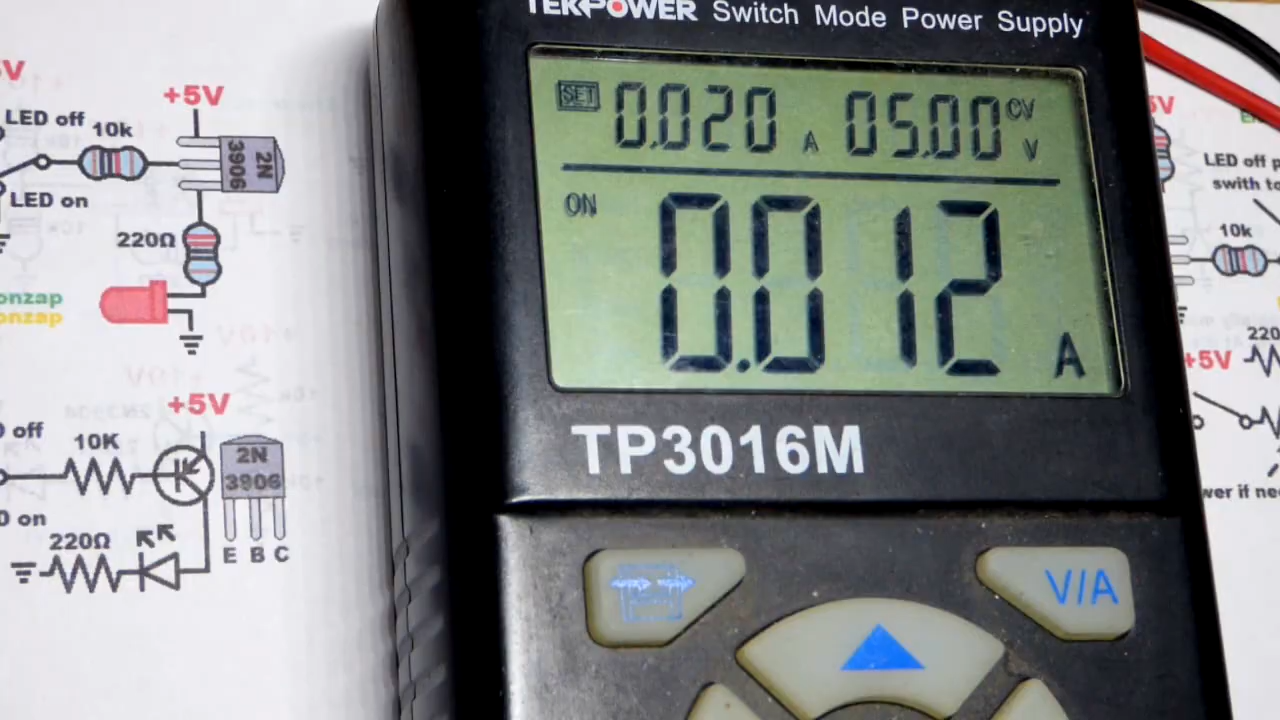 TEKPOWER Switch Mode Power Supply
SET 0.020 A 05.00 CV V
ON 0.012 A
TP3016M
V/A
+5V
LED off
10k
2N
3906
LED on
220Ω
onzap
onzap
+5V
off
10K
on
220Ω
2N
3906
E B C
5V
LED off p
swith to
10k
220
+5V
wer if ne